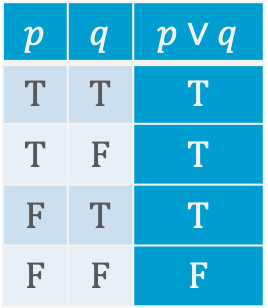 p q p ∨ q
T T T
T F T
F T T
F F F